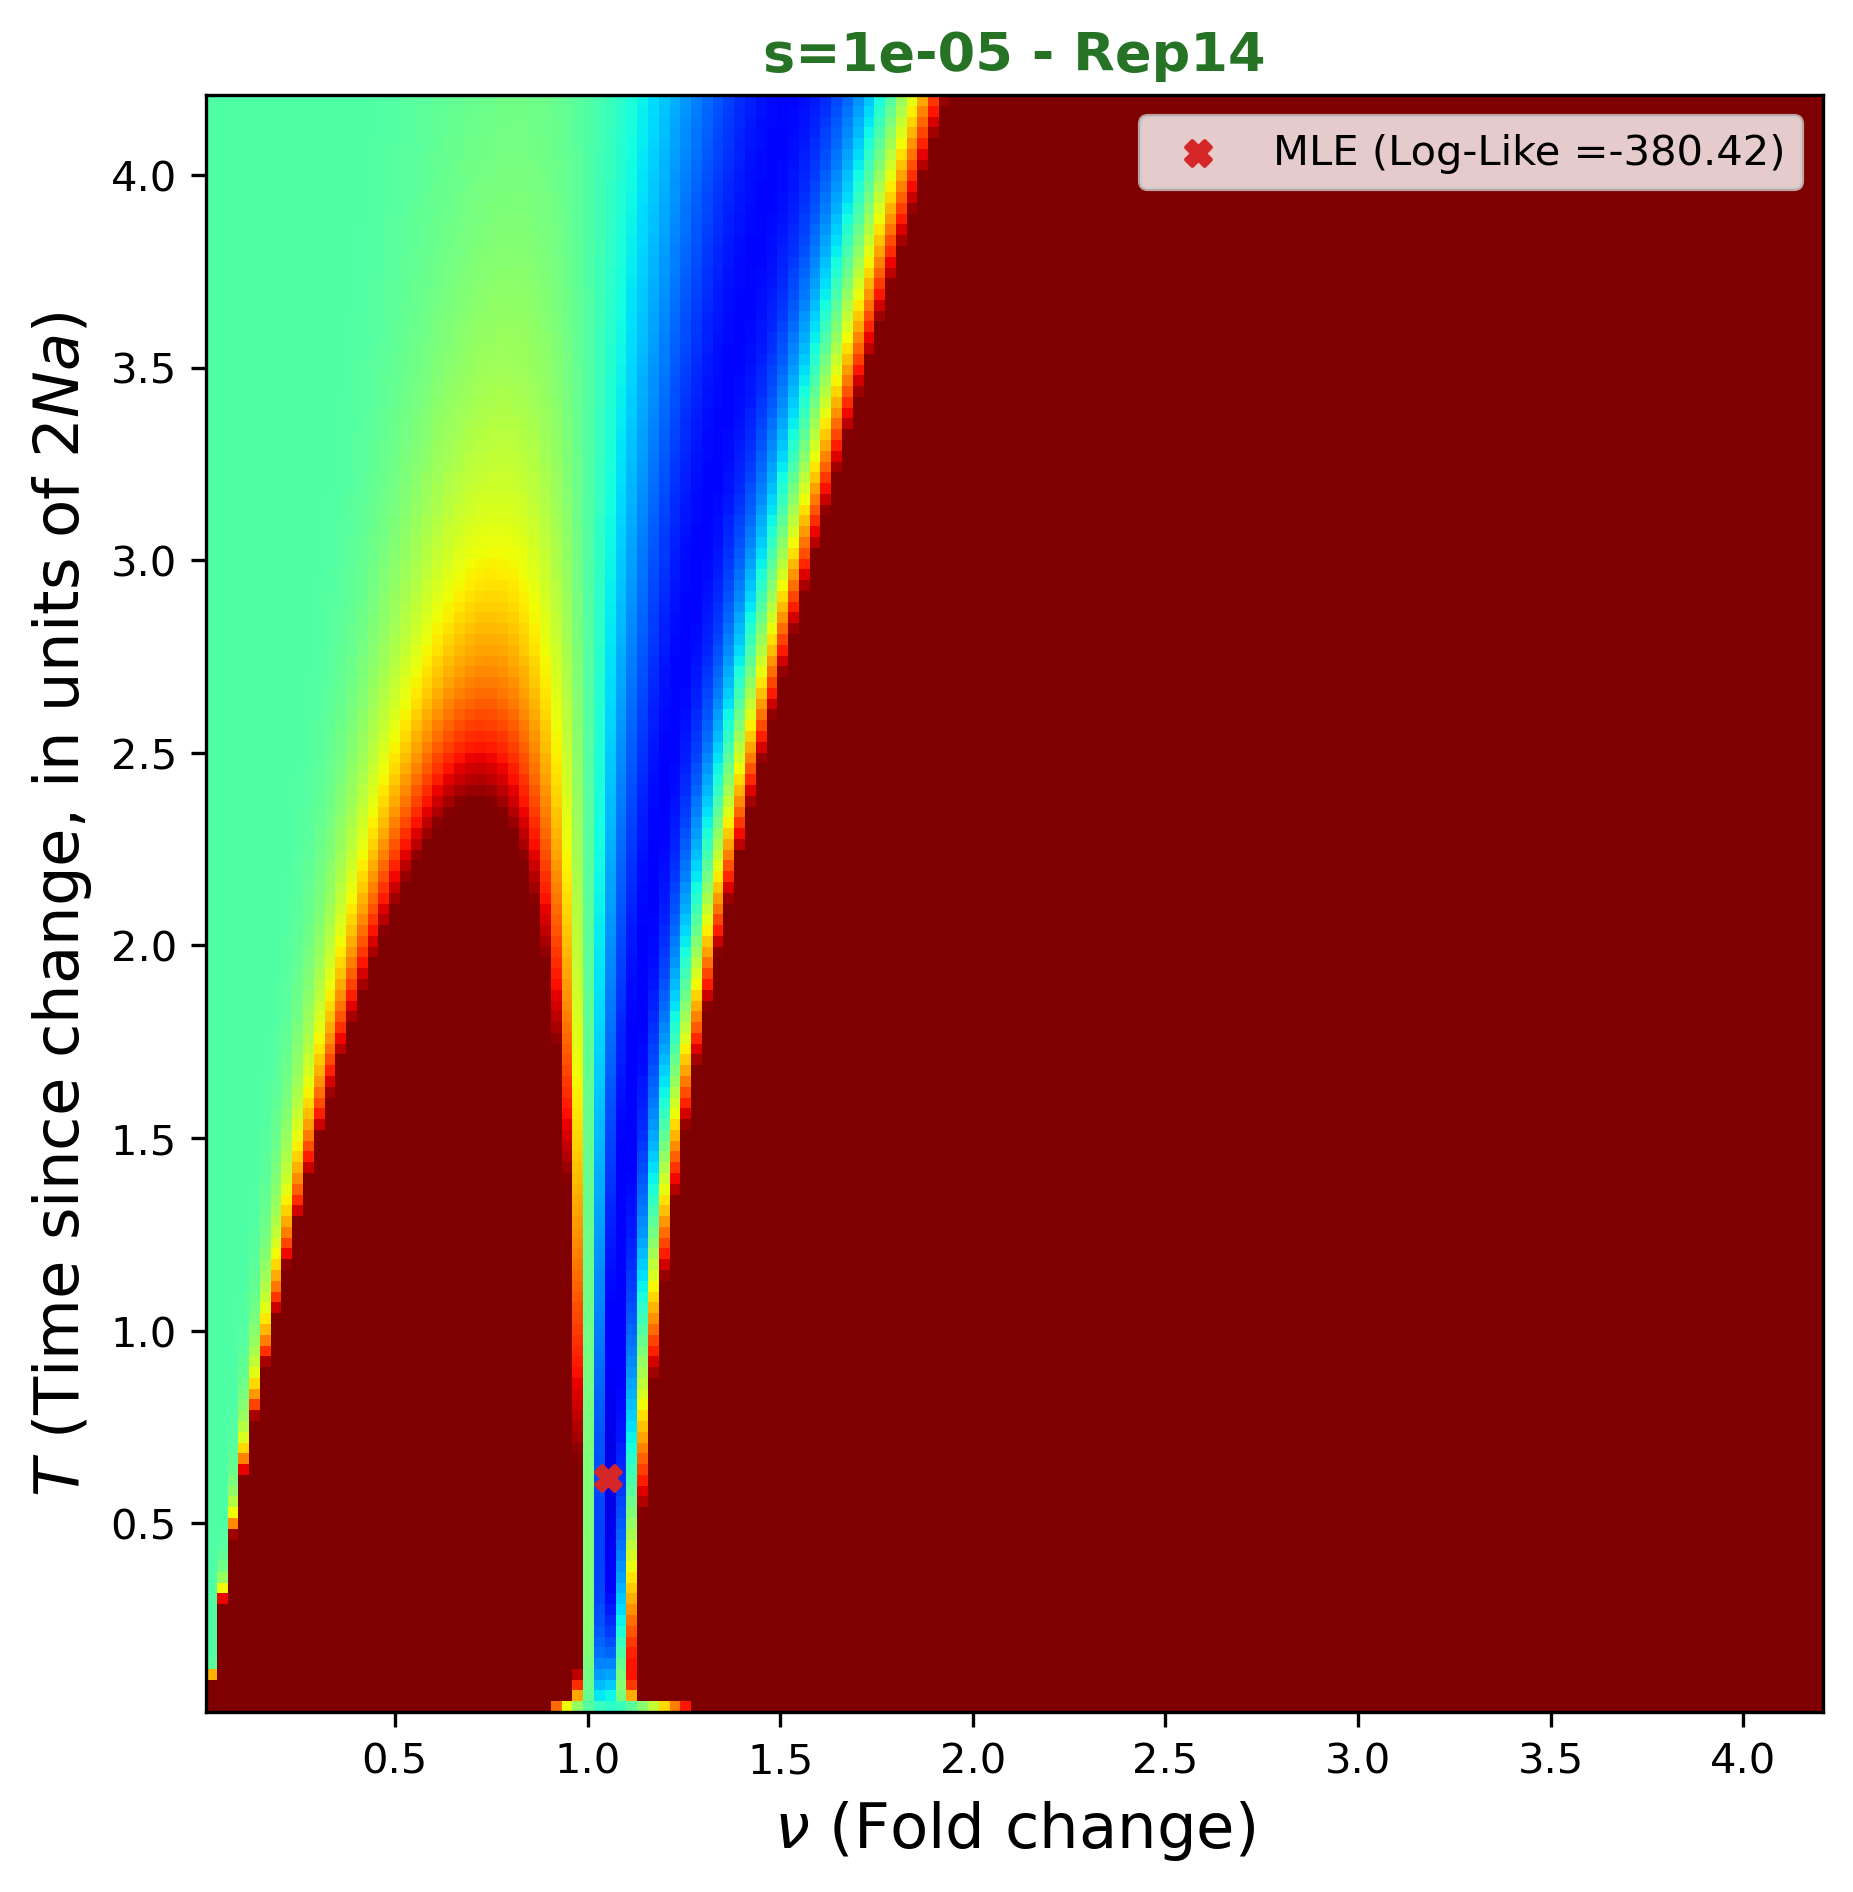 s=1e-05 - Rep14
MLE (Log-Like =-380.42)
T (Time since change, in units of 2Na)
4.0
3.5
3.0
2.5
2.0
1.5
1.0
0.5
0.5 1.0 1.5 2.0 2.5 3.0 3.5 4.0
ν (Fold change)